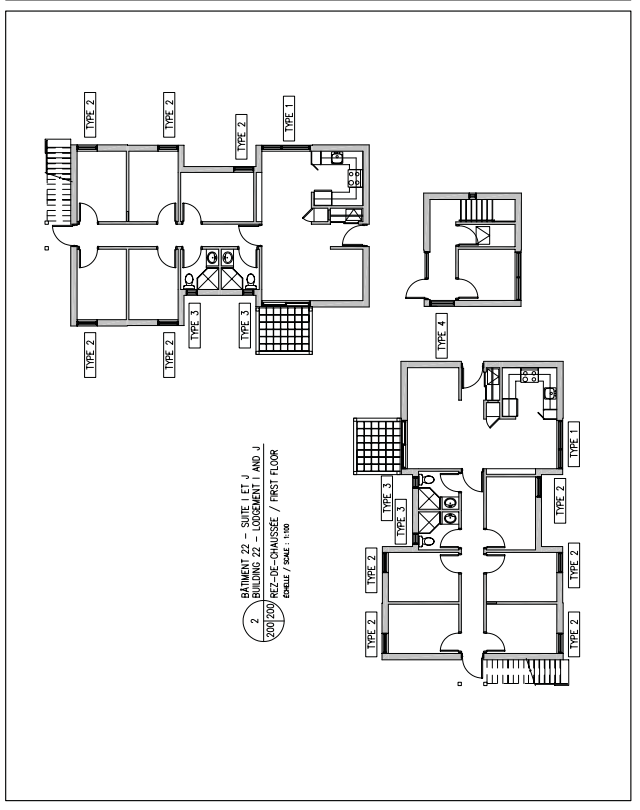 TYPE 2
TYPE 2
TYPE 2
TYPE 1
TYPE 2
TYPE 2
TYPE 3
TYPE 3
TYPE 4
2
200
200
BÂTIMENT 22 - SUITE I ET J
BUILDING 22 - LODGEMENT I AND J
REZ-DE-CHAUSSÉE / FIRST FLOOR
ÉCHELLE / SCALE : 1:100
TYPE 3
TYPE 3
TYPE 2
TYPE 2
TYPE 1
TYPE 2
TYPE 2
TYPE 2